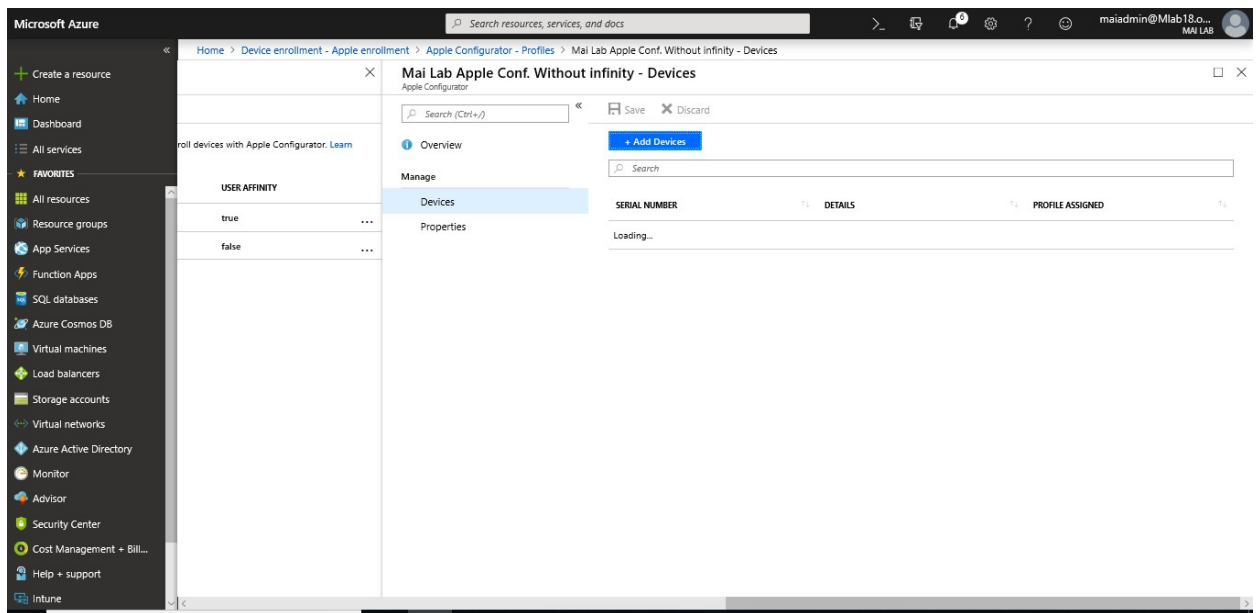 Microsoft Azure
Search resources, services, and docs
6
maiadmin@Mlab18.o...
MAI LAB
Home > Device enrollment - Apple enrollment > Apple Configurator - Profiles > Mai Lab Apple Conf. Without infinity - Devices
Create a resource
Home
Dashboard
All services
FAVORITES
All resources
Resource groups
App Services
Function Apps
SQL databases
Azure Cosmos DB
Virtual machines
Load balancers
Storage accounts
Virtual networks
Azure Active Directory
Monitor
Advisor
Security Center
Cost Management + Bill...
Help + support
Intune
roll devices with Apple Configurator. Learn
USER AFFINITY
true ...
false ...
Mai Lab Apple Conf. Without infinity - Devices
Apple Configurator
Search (Ctrl+/)
Overview
Manage
Devices
Properties
Save Discard
+ Add Devices
Search
SERIAL NUMBER DETAILS PROFILE ASSIGNED
Loading...